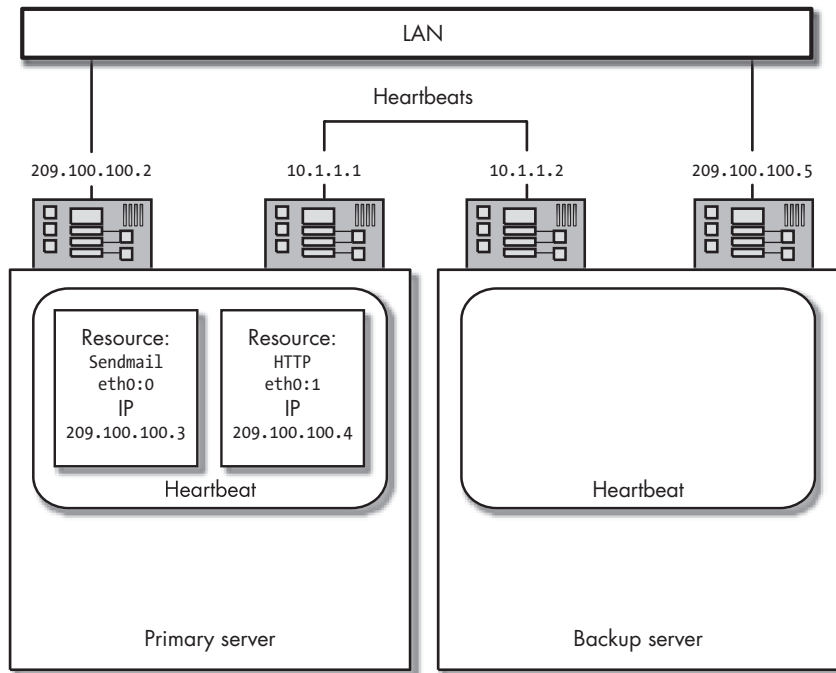 LAN
Heartbeats
209.100.100.2
10.1.1.1
10.1.1.2
209.100.100.5
Resource:
Sendmail
eth0:0
IP
209.100.100.3
Resource:
HTTP
eth0:1
IP
209.100.100.4
Heartbeat
Heartbeat
Primary server
Backup server